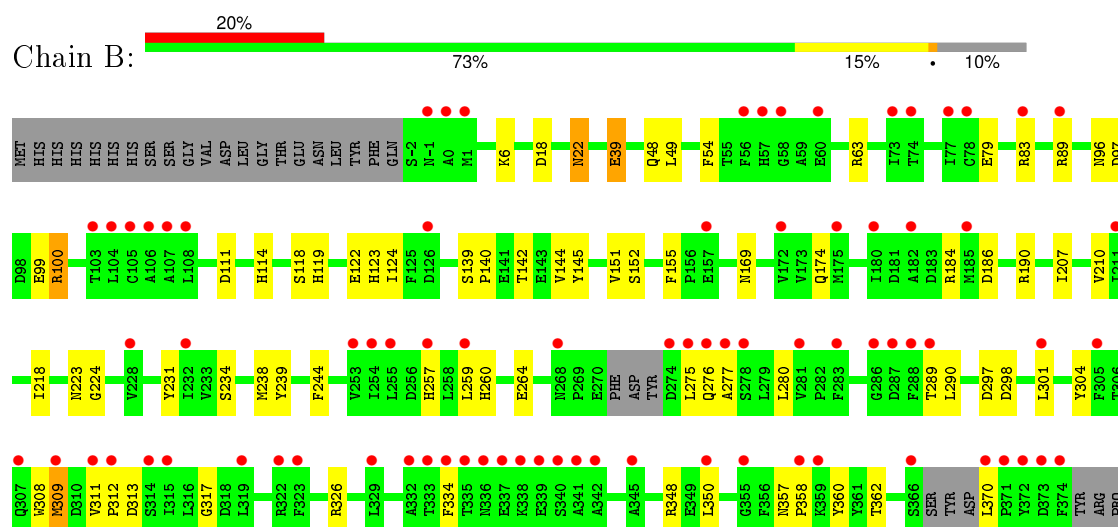 20%
Chain B:
73% 15% • 10%
MET HIS HIS HIS HIS HIS HIS SER SER GLY VAL ASP LEU GLY THR GLU ASN LEU TYR PHE GLN S-2 N-1 A0 M1 K6 D18 N22 E39 Q48 L49 F54 T55 F56 H57 G58 A59 E60 R63 I73 T74 I77 C78 E79 R83 R89 N96
D98 E99 R100 T103 L104 C105 A106 A107 L108 D111 H114 S118 H119 E122 H123 I124 F125 D126 S139 P140 E141 T142 E143 V144 Y145 V151 S152 F155 P156 E157 N169 V172 V173 Q174 M175 I180 D181 A182 D183 R184 M185 D186 R190 I207 V210
I218 N223 G224 V228 Y231 I232 V233 S234 M238 Y239 F244 V253 I254 L255 D256 H257 L258 L259 H260 E264 N268 P269 E270 PHE ASP TYR D274 L275 Q276 A277 S278 L279 L280 V281 P282 F283 G286 D287 F288 T289 L290 D297 D298 L301 Y304 F305
Q307 W308 W309 D310 V311 P312 D313 S314 L315 L316 G317 D318 L319 R322 F323 R326 L329 A332 T333 F334 T335 N336 E337 K338 E339 S340 A341 A342 A345 R348 E349 L350 G355 F356 N357 P358 K359 Y360 Y361 T362 S366 SER TYR ASP L370 P371 Y372 D373 F374 TYR ARG